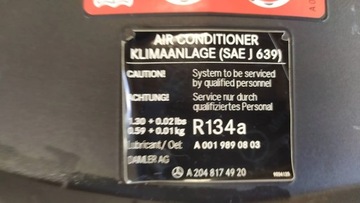 AIR CONDITIONER
KLIMAANLAGE (SAE J 639)
CAUTION! System to be serviced
by qualified personnel
ACHTUNG! Service nur durch
qualifiziertes Personal
1.30 + 0.02 lbs
0.59 + 0.01 kg R134a
Lubricant/Oel: A 001 989 08 03
DAIMLER AG
A 204 817 49 20